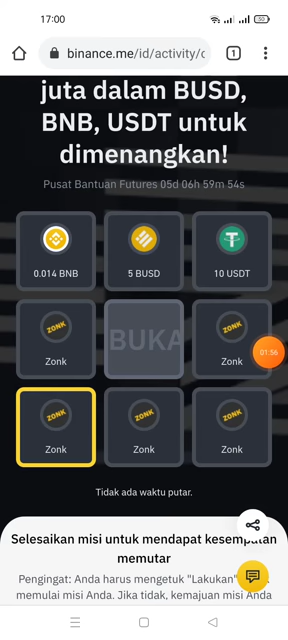 17:00
50
binance.me/id/activity/c
1
juta dalam BUSD,
BNB, USDT untuk
dimenangkan!
Pusat Bantuan Futures 05d 06h 59m 54s
0.014 BNB
5 BUSD
10 USDT
ZONK
Zonk
BUKA
ZONK
Zonk
01:56
ZONK
Zonk
ZONK
Zonk
ZONK
Zonk
Tidak ada waktu putar.
Selesaikan misi untuk mendapat kesempatan
memutar
Pengingat: Anda harus mengetuk "Lakukan"
memulai misi Anda. Jika tidak, kemajuan misi Anda